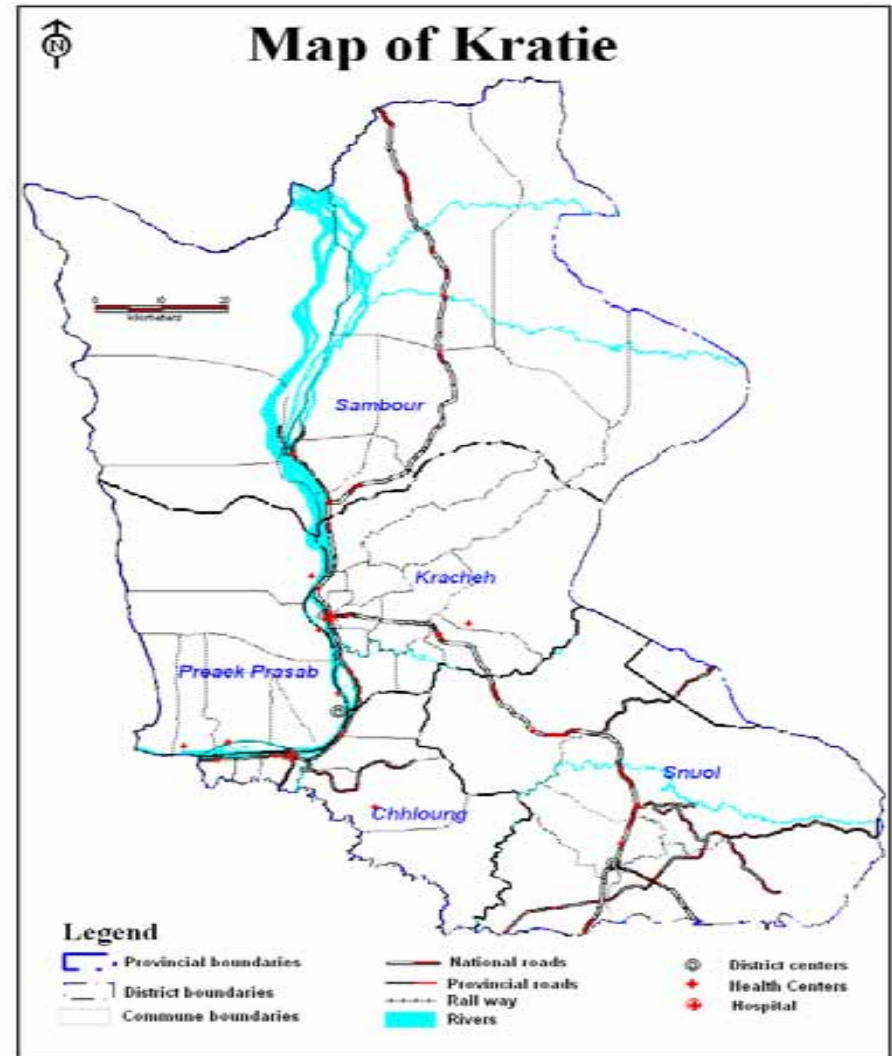 Map of Kratie
N
0 10 20
kilometers
Sambour
Kracheh
Preaek Prasab
Snuol
Chhloung
Legend
Provincial boundaries
District boundaries
Commune boundaries
National roads
Provincial roads
Rail way
Rivers
District centers
Health Centers
Hospital